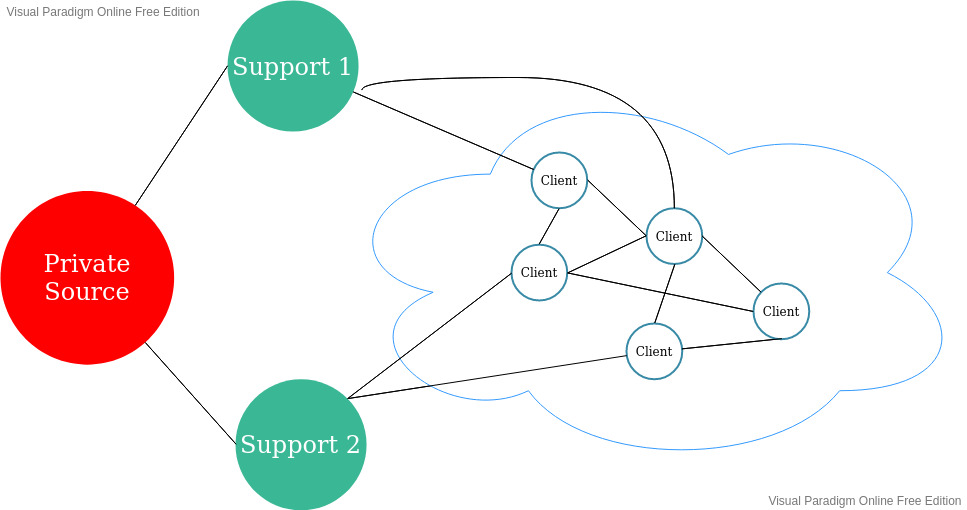 Visual Paradigm Online Free Edition
Support 1
Client
Client
Private
Source
Client
Client
Client
Support 2
Visual Paradigm Online Free Edition